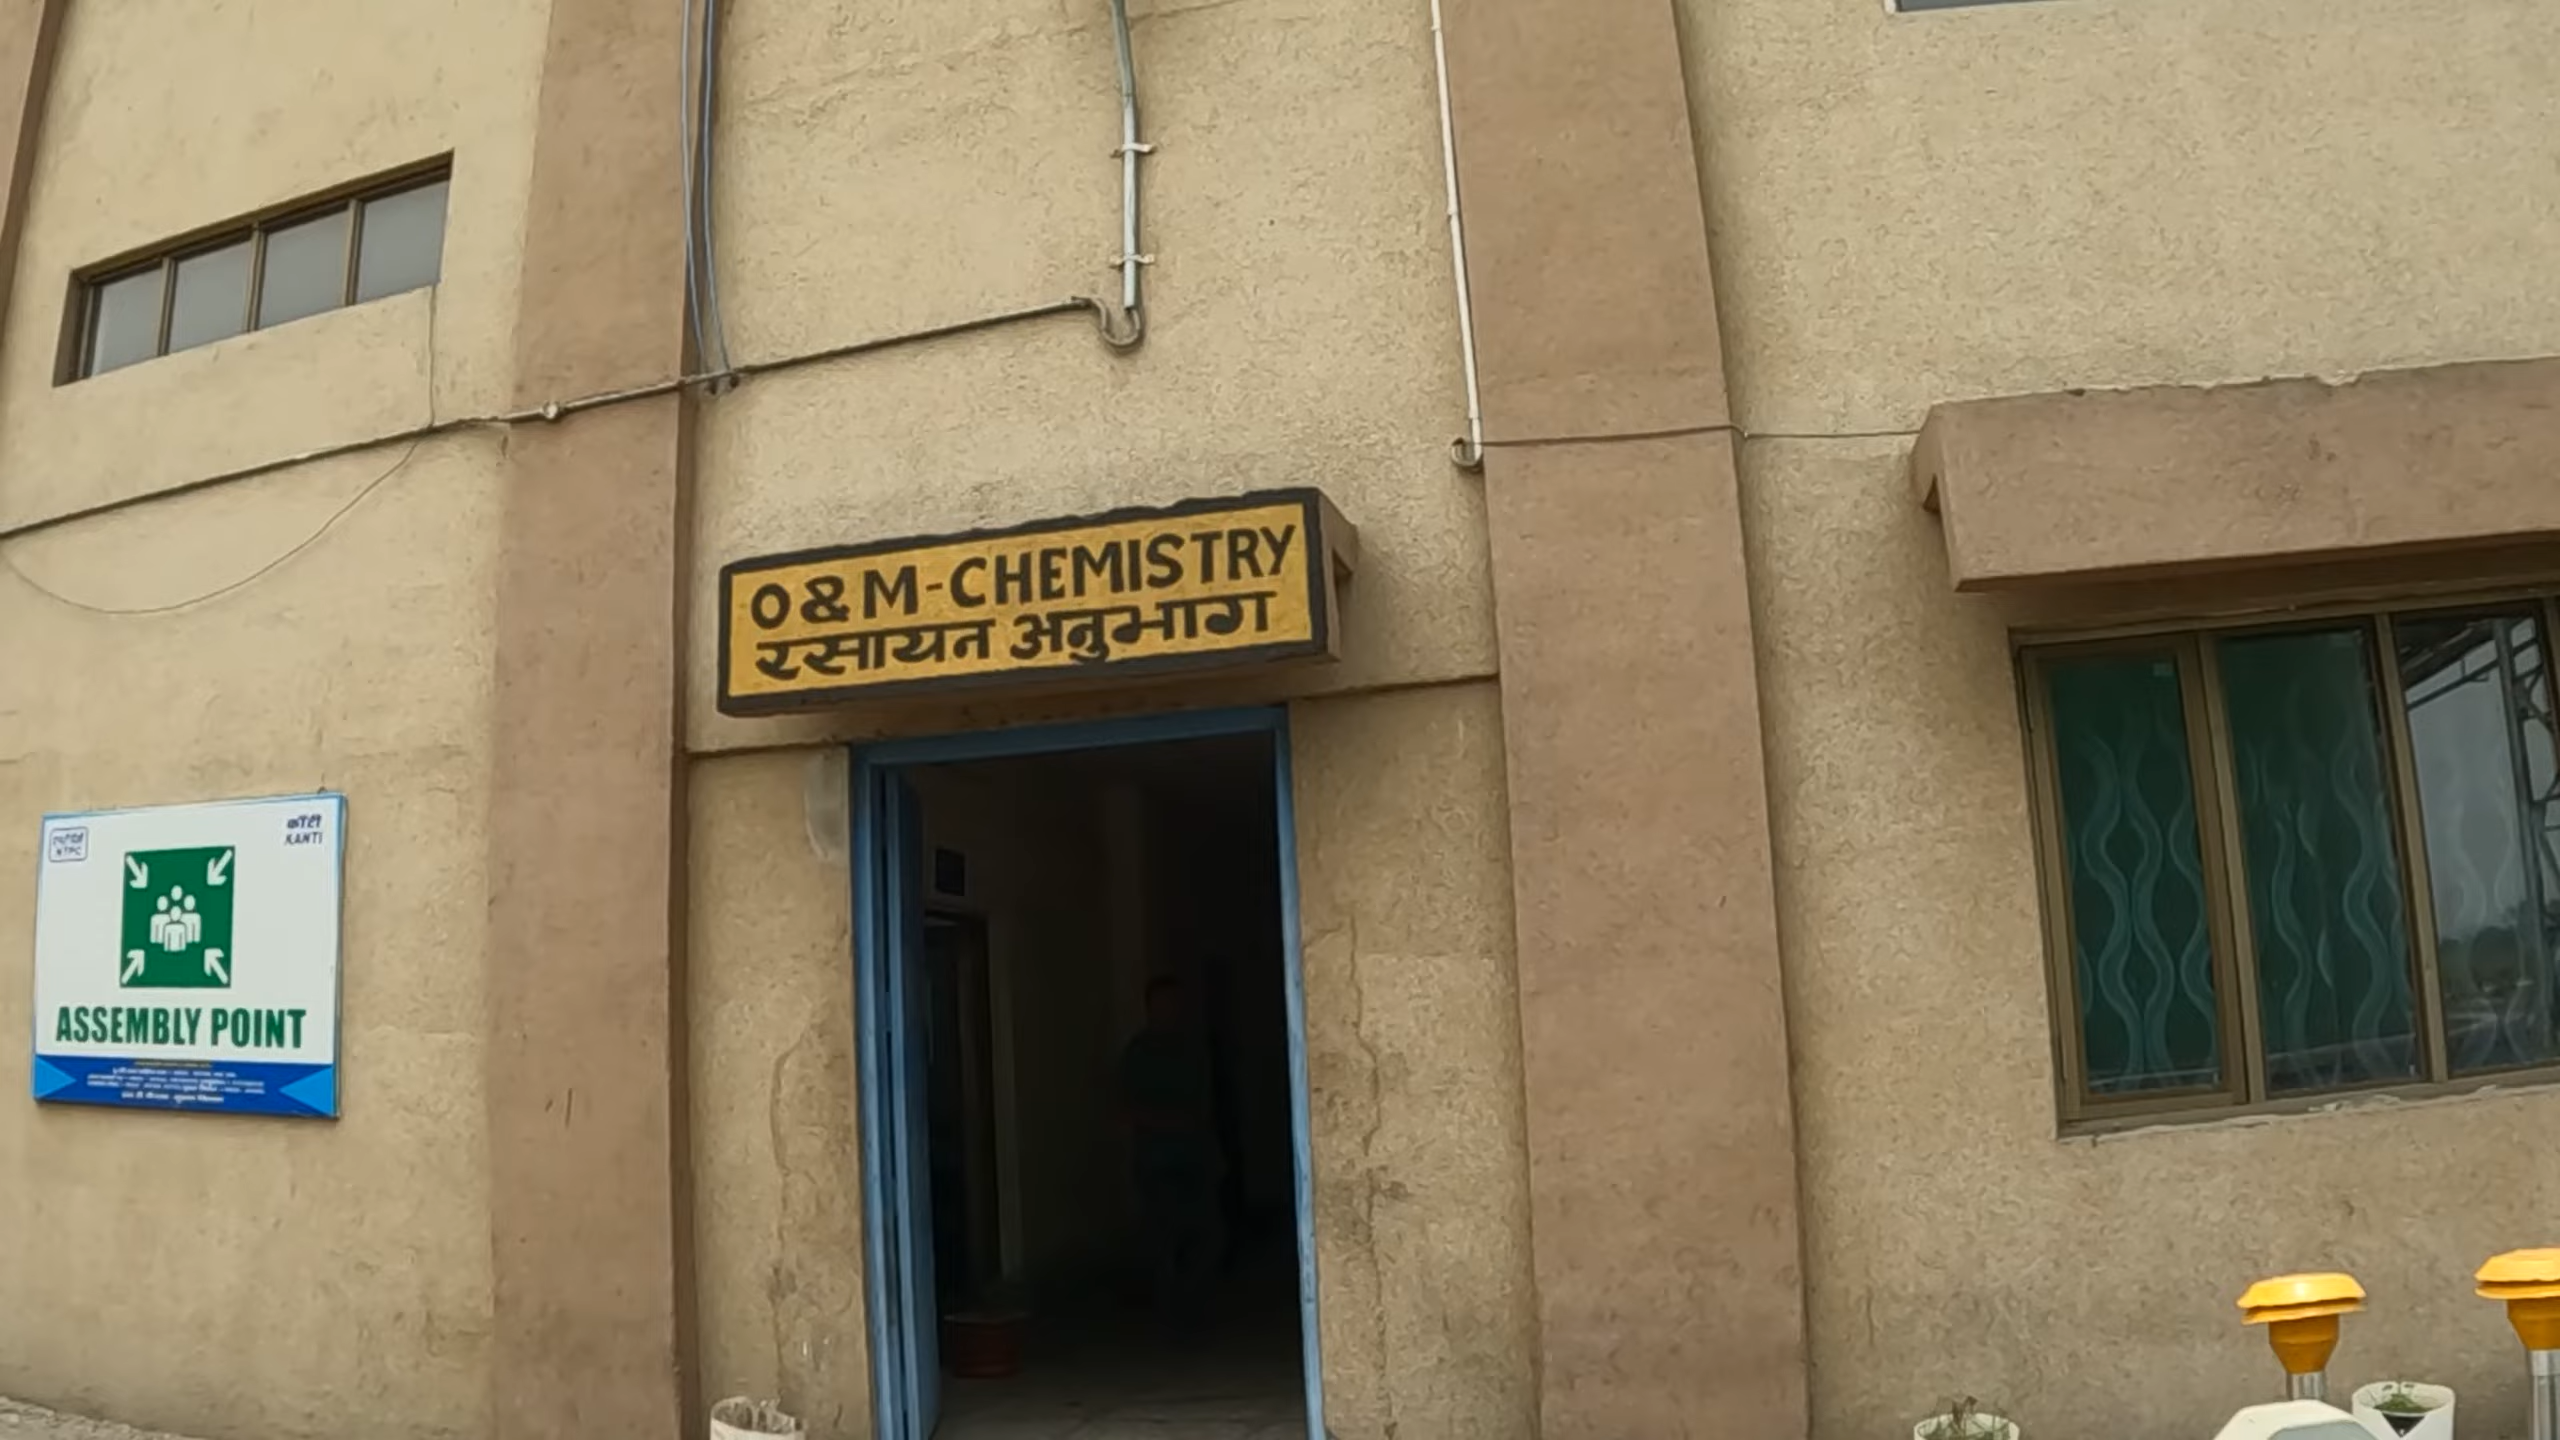 O & M - CHEMISTRY
रसायन अनुभाग
एनटीपीसी
NTPC
कांटी
KANTI
ASSEMBLY POINT